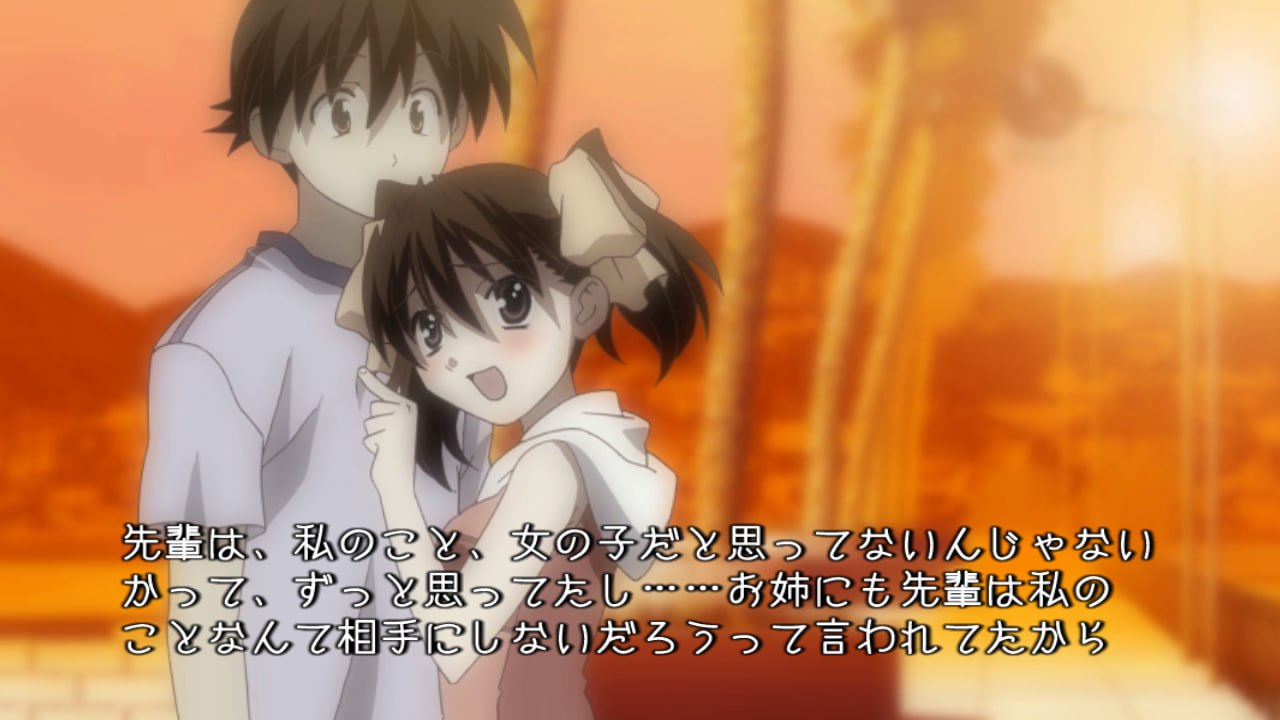 先輩は、私のこと、女の子だと思ってないんじゃない
かって、ずっと思ってたし……お姉にも先輩は私の
ことなんて相手にしないだろうって言われてたから